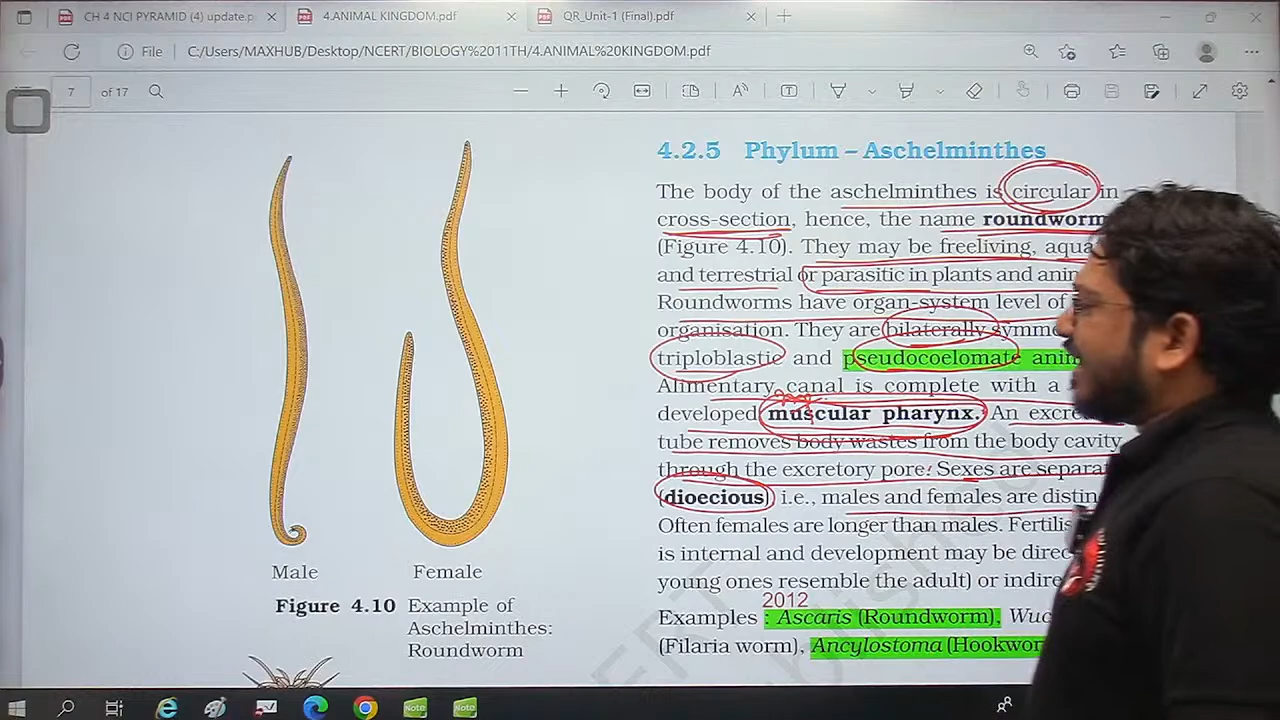 CH 4 NCI PYRAMID (4) update.p
4.ANIMAL KINGDOM.pdf
QR_Unit-1 (Final).pdf
File
C:/Users/MAXHUB/Desktop/NCERT/BIOLOGY%2011TH/4.ANIMAL%20KINGDOM.pdf
7 of 17
4.2.5 Phylum – Aschelminthes
The body of the aschelminthes is circular in
cross-section, hence, the name roundworm
(Figure 4.10). They may be freeliving, aqua
and terrestrial or parasitic in plants and anim
Roundworms have organ-system level of
organisation. They are bilaterally symme
triploblastic and pseudocoelomate anim
Alimentary canal is complete with a
developed muscular pharynx. An excre
tube removes body wastes from the body cavity
through the excretory pore. Sexes are separa
(dioecious), i.e., males and females are distin
Often females are longer than males. Fertilis
is internal and development may be direc
young ones resemble the adult) or indire
2012
Examples : Ascaris (Roundworm), Wuc
(Filaria worm), Ancylostoma (Hookwor
Male Female
Figure 4.10 Example of
Aschelminthes:
Roundworm
Note
Note